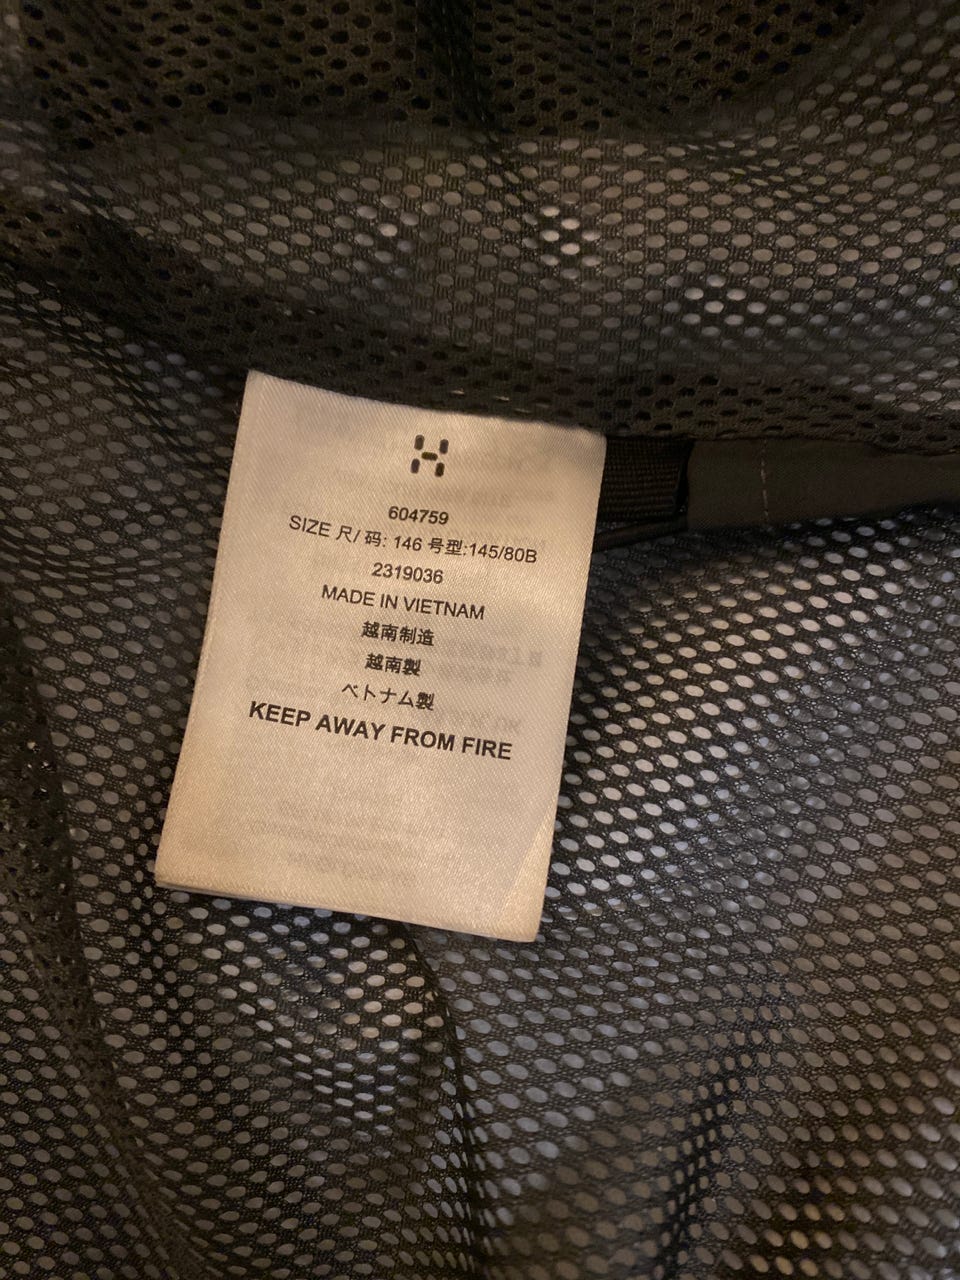 604759
SIZE 尺/ 码: 146 号型:145/80B
2319036
MADE IN VIETNAM
越南制造
越南製
ベトナム製
KEEP AWAY FROM FIRE